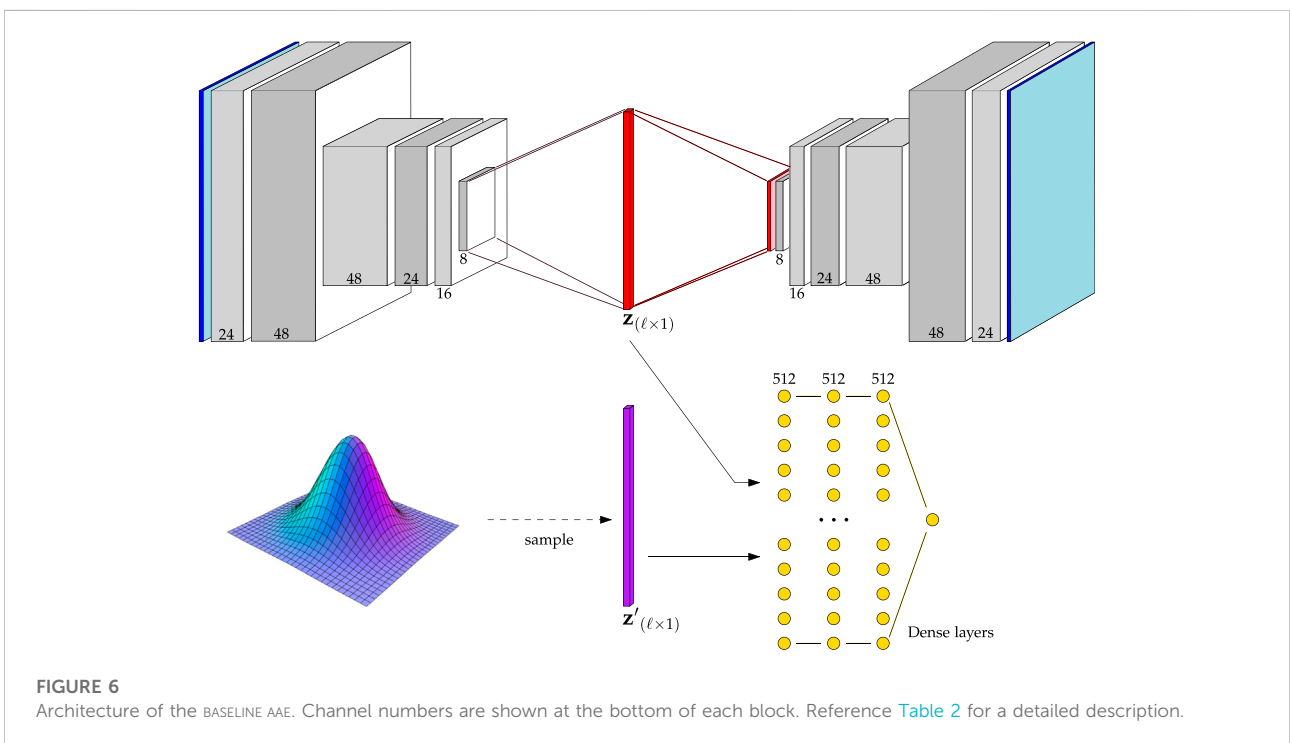 24
48
48
24
16
8
z(ℓ×1)
8
16
24
48
48
24
512 512 512
sample
z′(ℓ×1)
...
Dense layers
FIGURE 6
Architecture of the BASELINE AAE. Channel numbers are shown at the bottom of each block. Reference Table 2 for a detailed description.